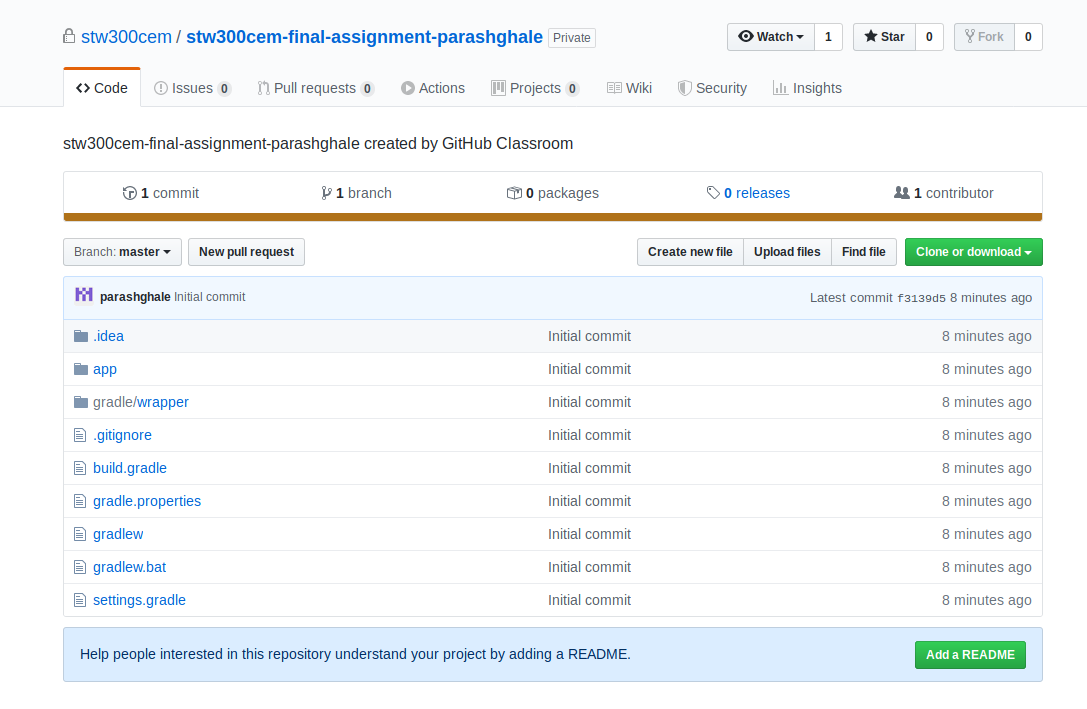 stw300cem / stw300cem-final-assignment-parashghale Private Watch 1 Star 0 Fork 0
Code Issues 0 Pull requests 0 Actions Projects 0 Wiki Security Insights
stw300cem-final-assignment-parashghale created by GitHub Classroom
1 commit 1 branch 0 packages 0 releases 1 contributor
Branch: master New pull request Create new file Upload files Find file Clone or download
parashghale Initial commit Latest commit f3139d5 8 minutes ago
.idea Initial commit 8 minutes ago
app Initial commit 8 minutes ago
gradle/wrapper Initial commit 8 minutes ago
.gitignore Initial commit 8 minutes ago
build.gradle Initial commit 8 minutes ago
gradle.properties Initial commit 8 minutes ago
gradlew Initial commit 8 minutes ago
gradlew.bat Initial commit 8 minutes ago
settings.gradle Initial commit 8 minutes ago
Help people interested in this repository understand your project by adding a README. Add a README